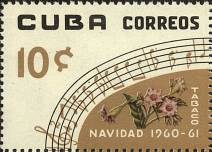 CUBA CORREOS
10¢
TABACO
NAVIDAD 1960-61